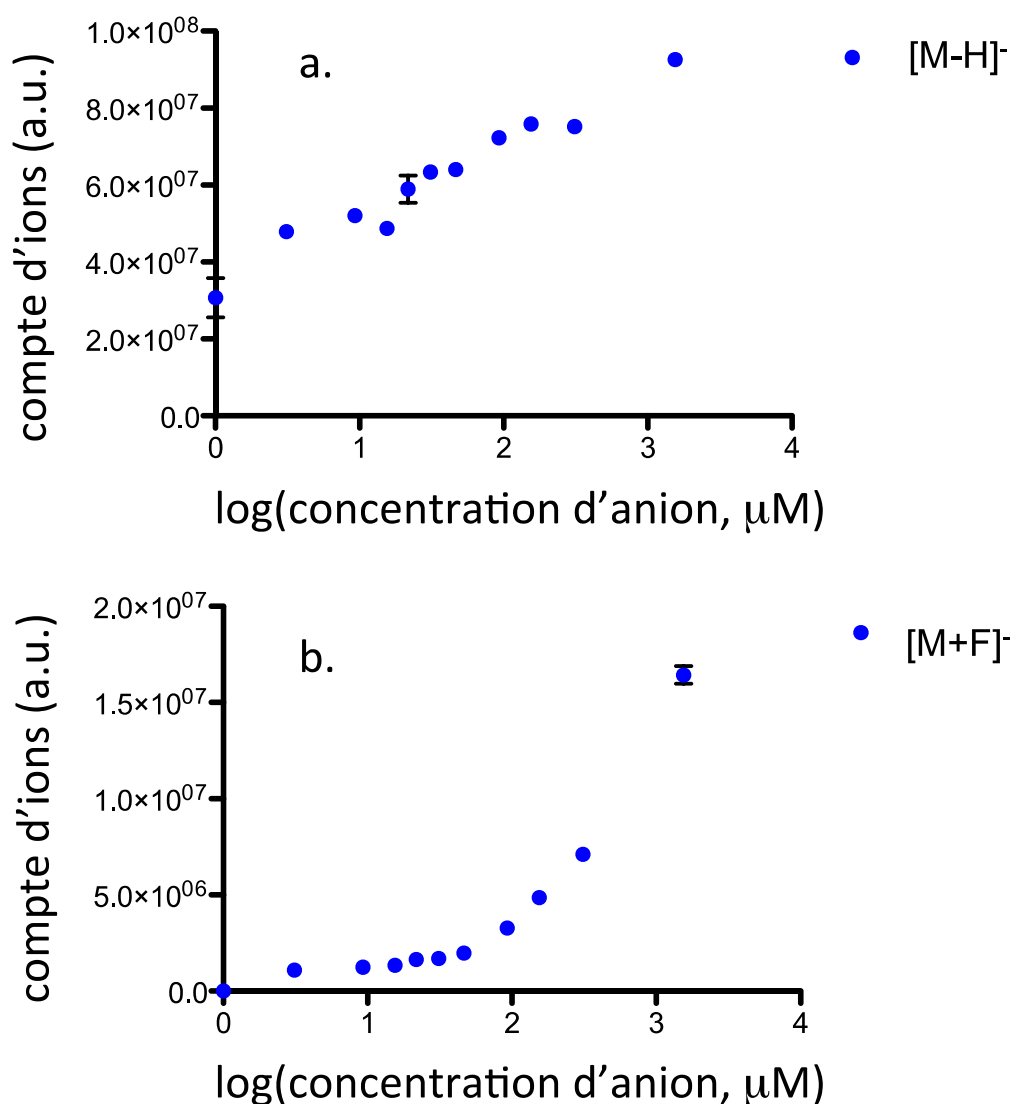 a.
[M-H]⁻
compte d'ions (a.u.)
1.0×10⁰⁸
8.0×10⁰⁷
6.0×10⁰⁷
4.0×10⁰⁷
2.0×10⁰⁷
0.0
0 1 2 3 4
log(concentration d'anion, μM)
b.
[M+F]⁻
compte d'ions (a.u.)
2.0×10⁰⁷
1.5×10⁰⁷
1.0×10⁰⁷
5.0×10⁰⁶
0.0
0 1 2 3 4
log(concentration d'anion, μM)